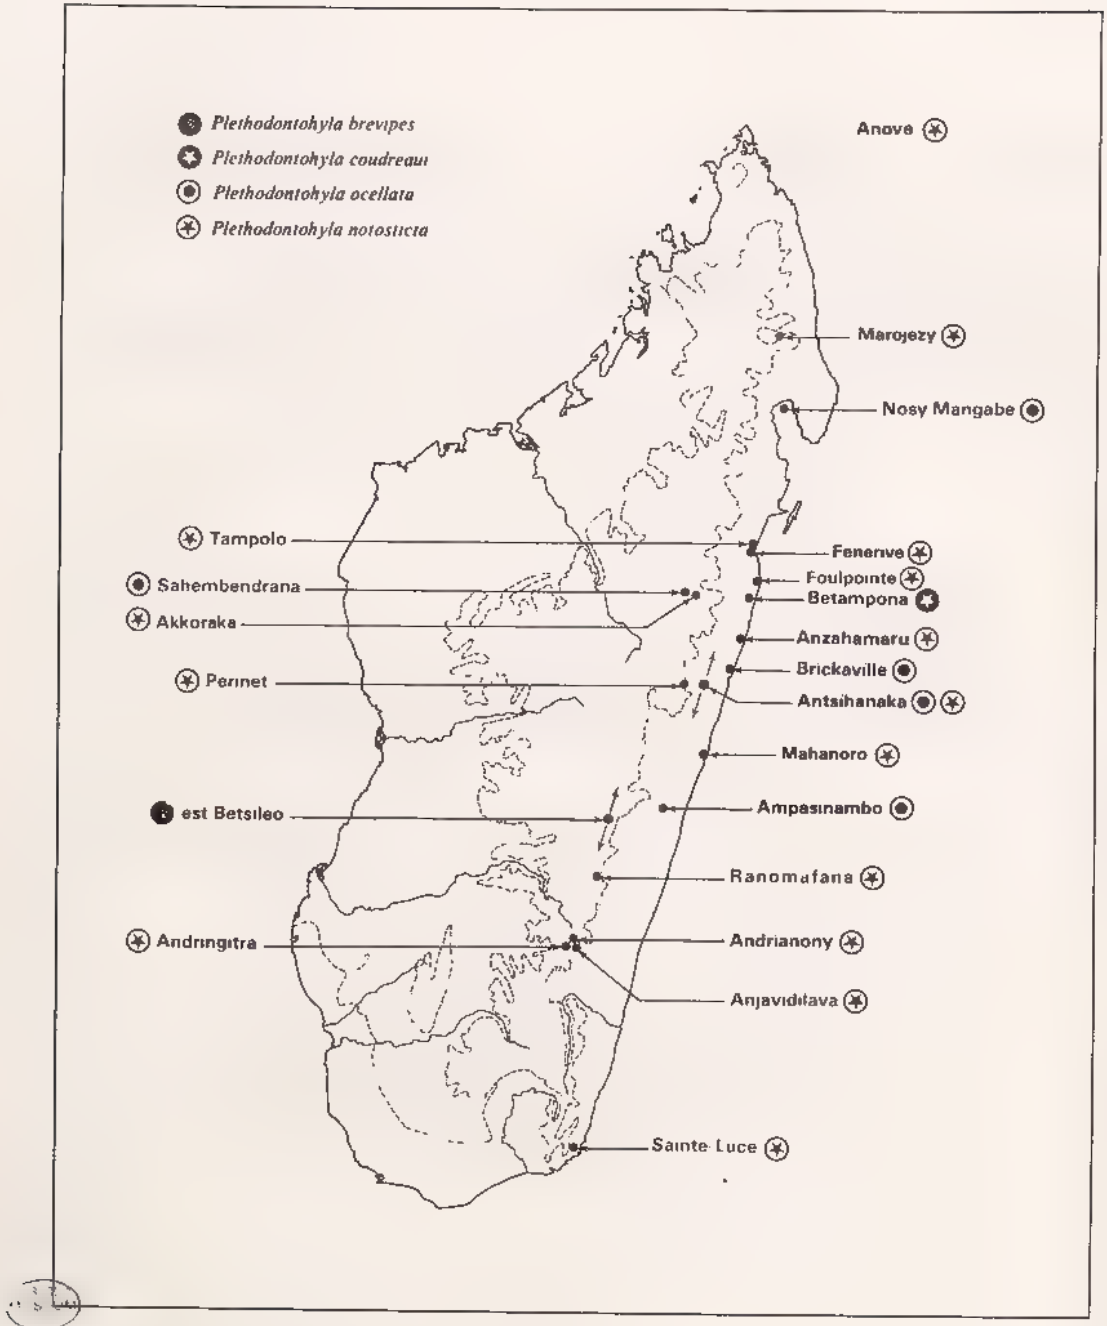 Plethodontohyla brevipes
Plethodontohyla coudreaui
Plethodontohyla ocellata
Plethodontohyla notosticta
Anove
Marojezy
Nosy Mangabe
Tampolo
Fenerive
Sahembendrana
Foulpointe
Betampona
Akkoraka
Anzahamaru
Brickaville
Perinet
Antsihanaka
Mahanoro
est Betsileo
Ampasinambo
Ranomafana
Andringitra
Andrianony
Anjavidilava
Sainte-Luce